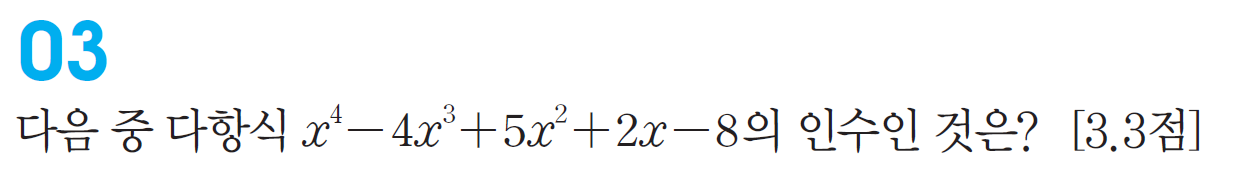 03
다음 중 다항식 x⁴-4x³+5x²+2x-8의 인수인 것은? [3.3점]